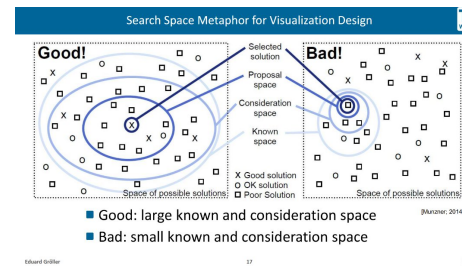 Search Space Metaphor for Visualization Design
Good!
Selected
solution
Proposal
space
Consideration
space
Known
space
X Good solution
O OK solution
Poor Solution
Space of possible solutions
Bad!
Space of possible solutions
[Munzner, 2014
Good: large known and consideration space
Bad: small known and consideration space
Eduard Gröller
17